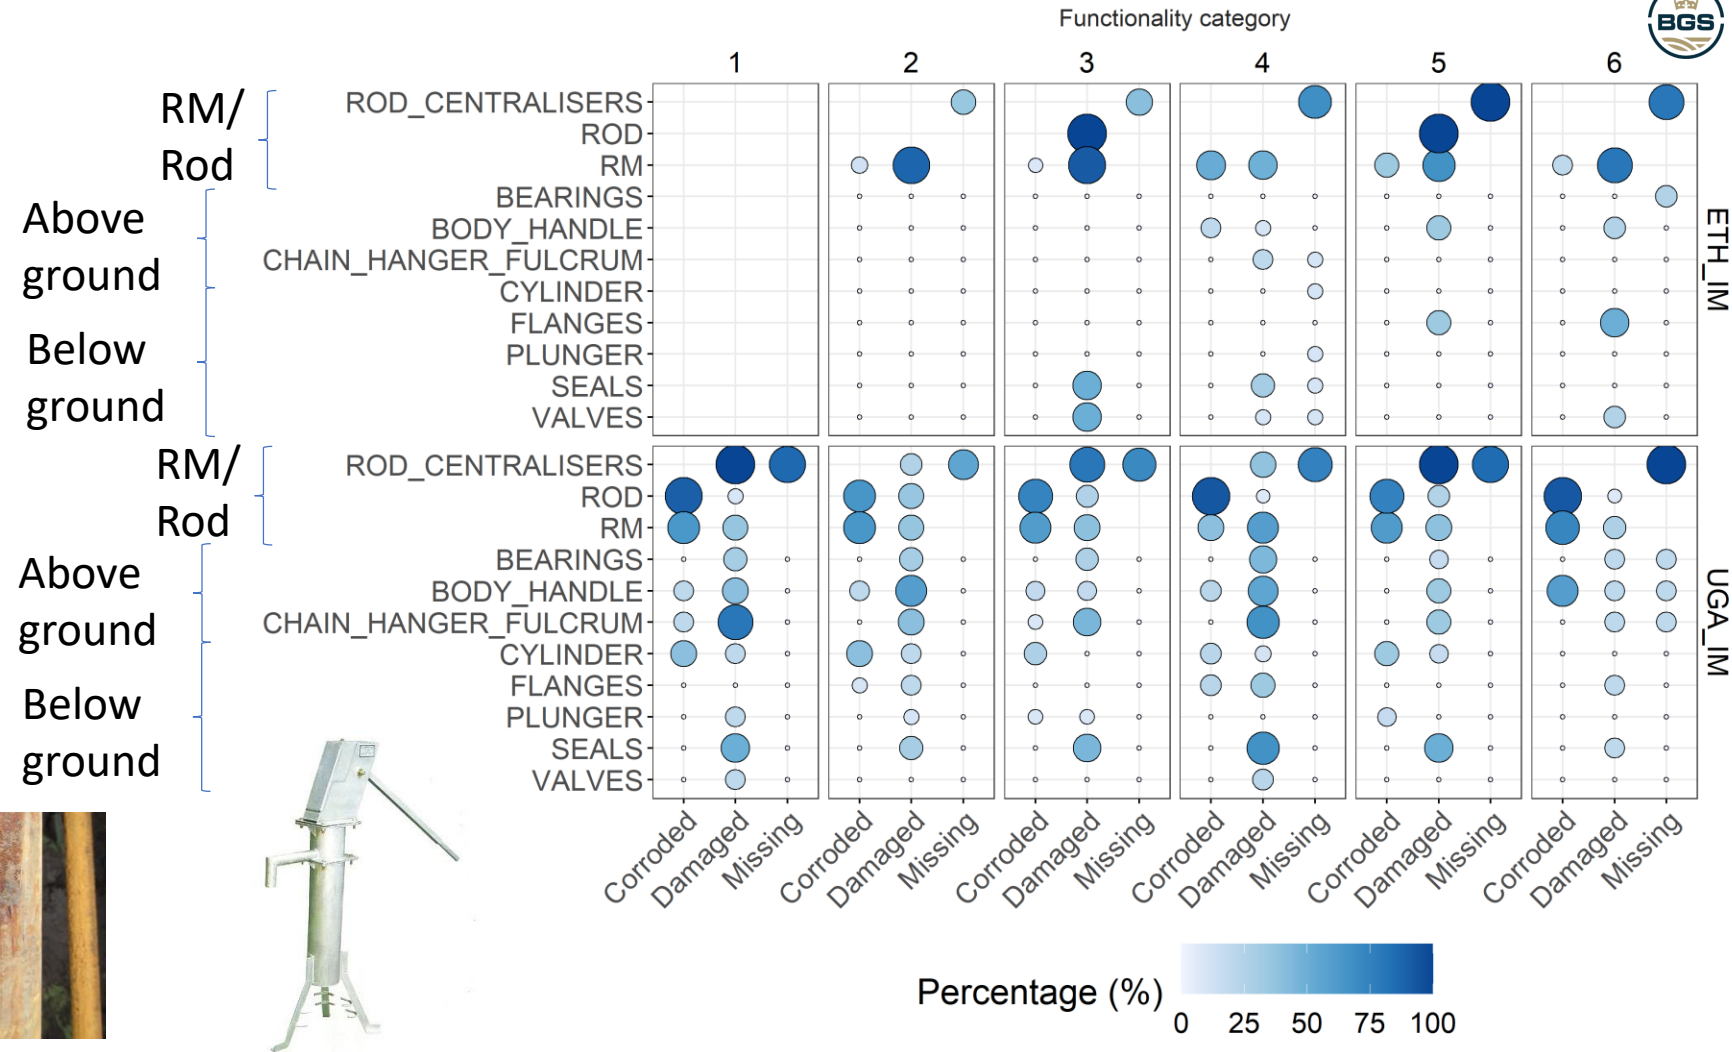 Functionality category
BGS
1 2 3 4 5 6
RM/
Rod
Above
ground
Below
ground
ROD_CENTRALISERS
ROD
RM
BEARINGS
BODY_HANDLE
CHAIN_HANGER_FULCRUM
CYLINDER
FLANGES
PLUNGER
SEALS
VALVES
ETH_IM
RM/
Rod
Above
ground
Below
ground
ROD_CENTRALISERS
ROD
RM
BEARINGS
BODY_HANDLE
CHAIN_HANGER_FULCRUM
CYLINDER
FLANGES
PLUNGER
SEALS
VALVES
UGA_IM
Corroded Damaged Missing Corroded Damaged Missing Corroded Damaged Missing Corroded Damaged Missing Corroded Damaged Missing Corroded Damaged Missing
Percentage (%)
0 25 50 75 100